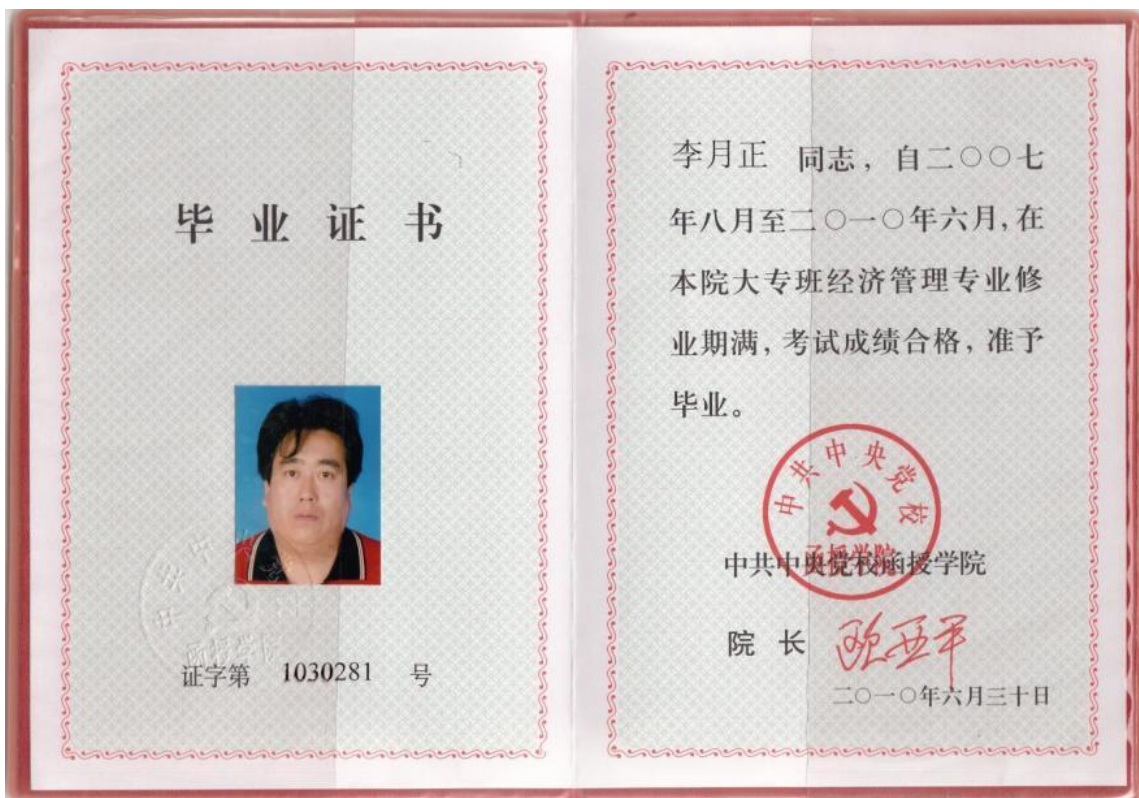 毕业证书
证字第 1030281 号
李月正 同志，自二〇〇七
年八月至二〇一〇年六月，在
本院大专班经济管理专业修
业期满，考试成绩合格，准予
毕业。
中共中央党校
函授学院
中共中央党校函授学院
院长
二〇一〇年六月三十日